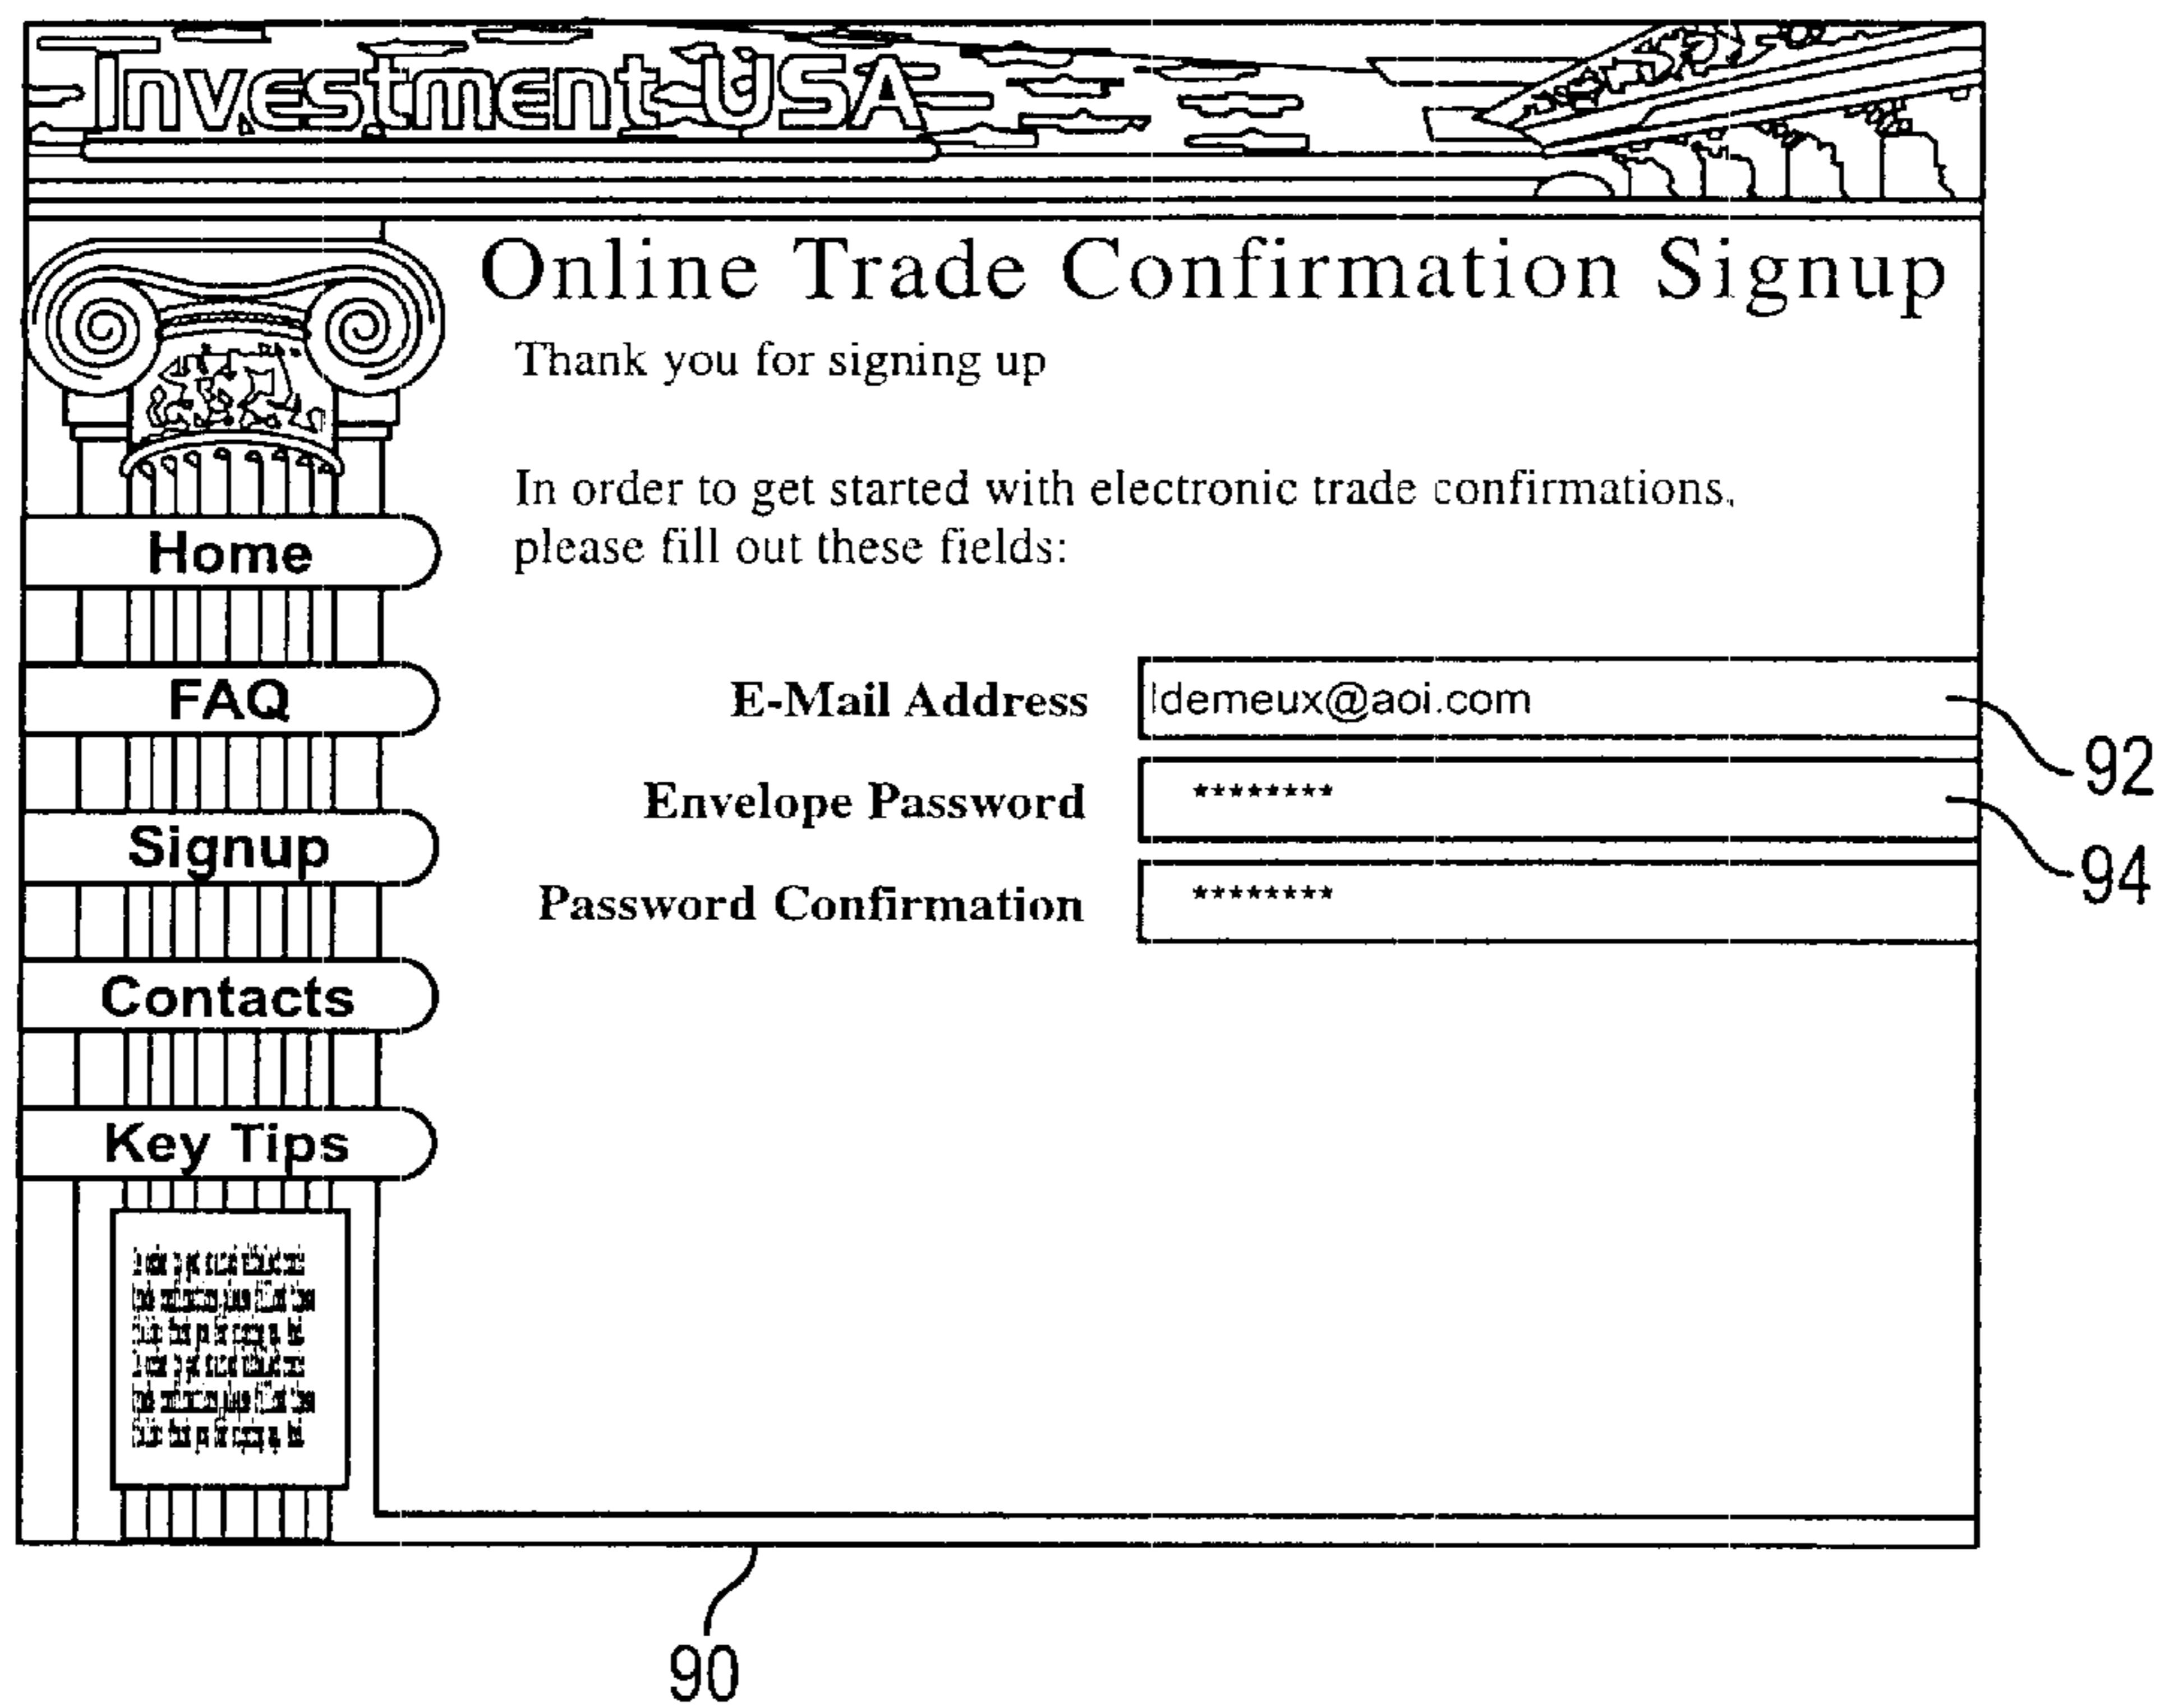 Investment USA
Online Trade Confirmation Signup
Thank you for signing up
In order to get started with electronic trade confirmations,
please fill out these fields:
Home
FAQ
Signup
Contacts
Key Tips
E-Mail Address ldemeux@aoi.com
92
Envelope Password ********
94
Password Confirmation ********
90